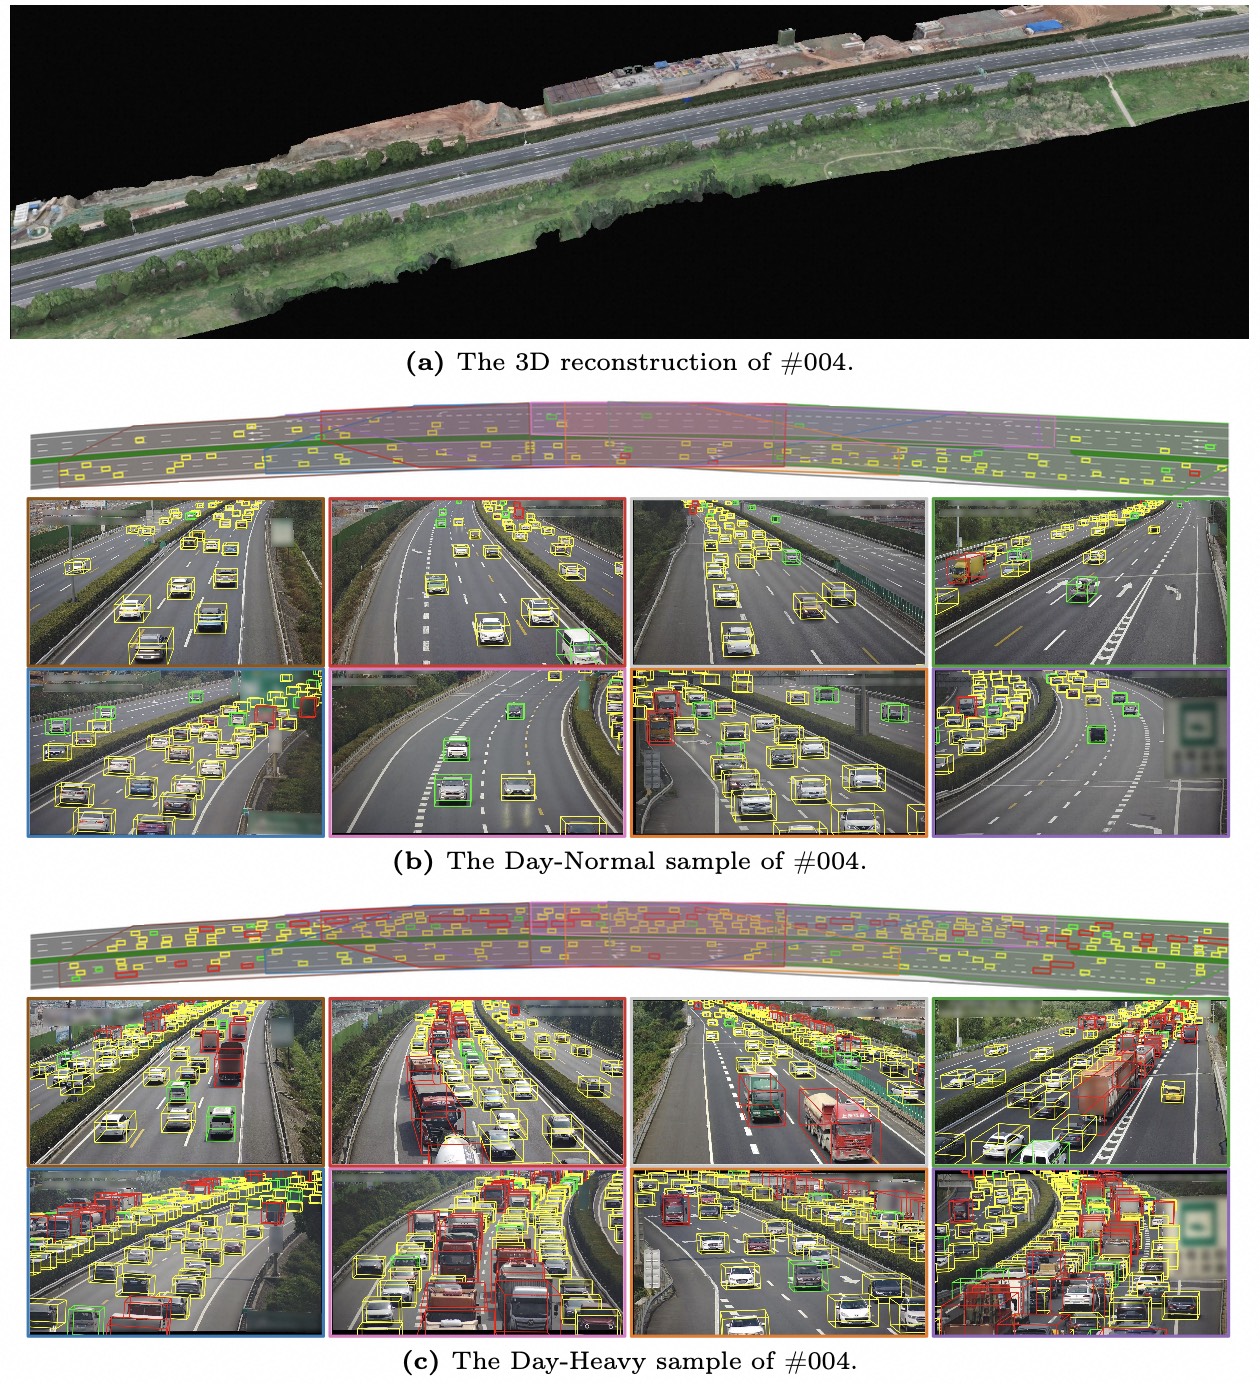 (a) The 3D reconstruction of #004.
(b) The Day-Normal sample of #004.
(c) The Day-Heavy sample of #004.